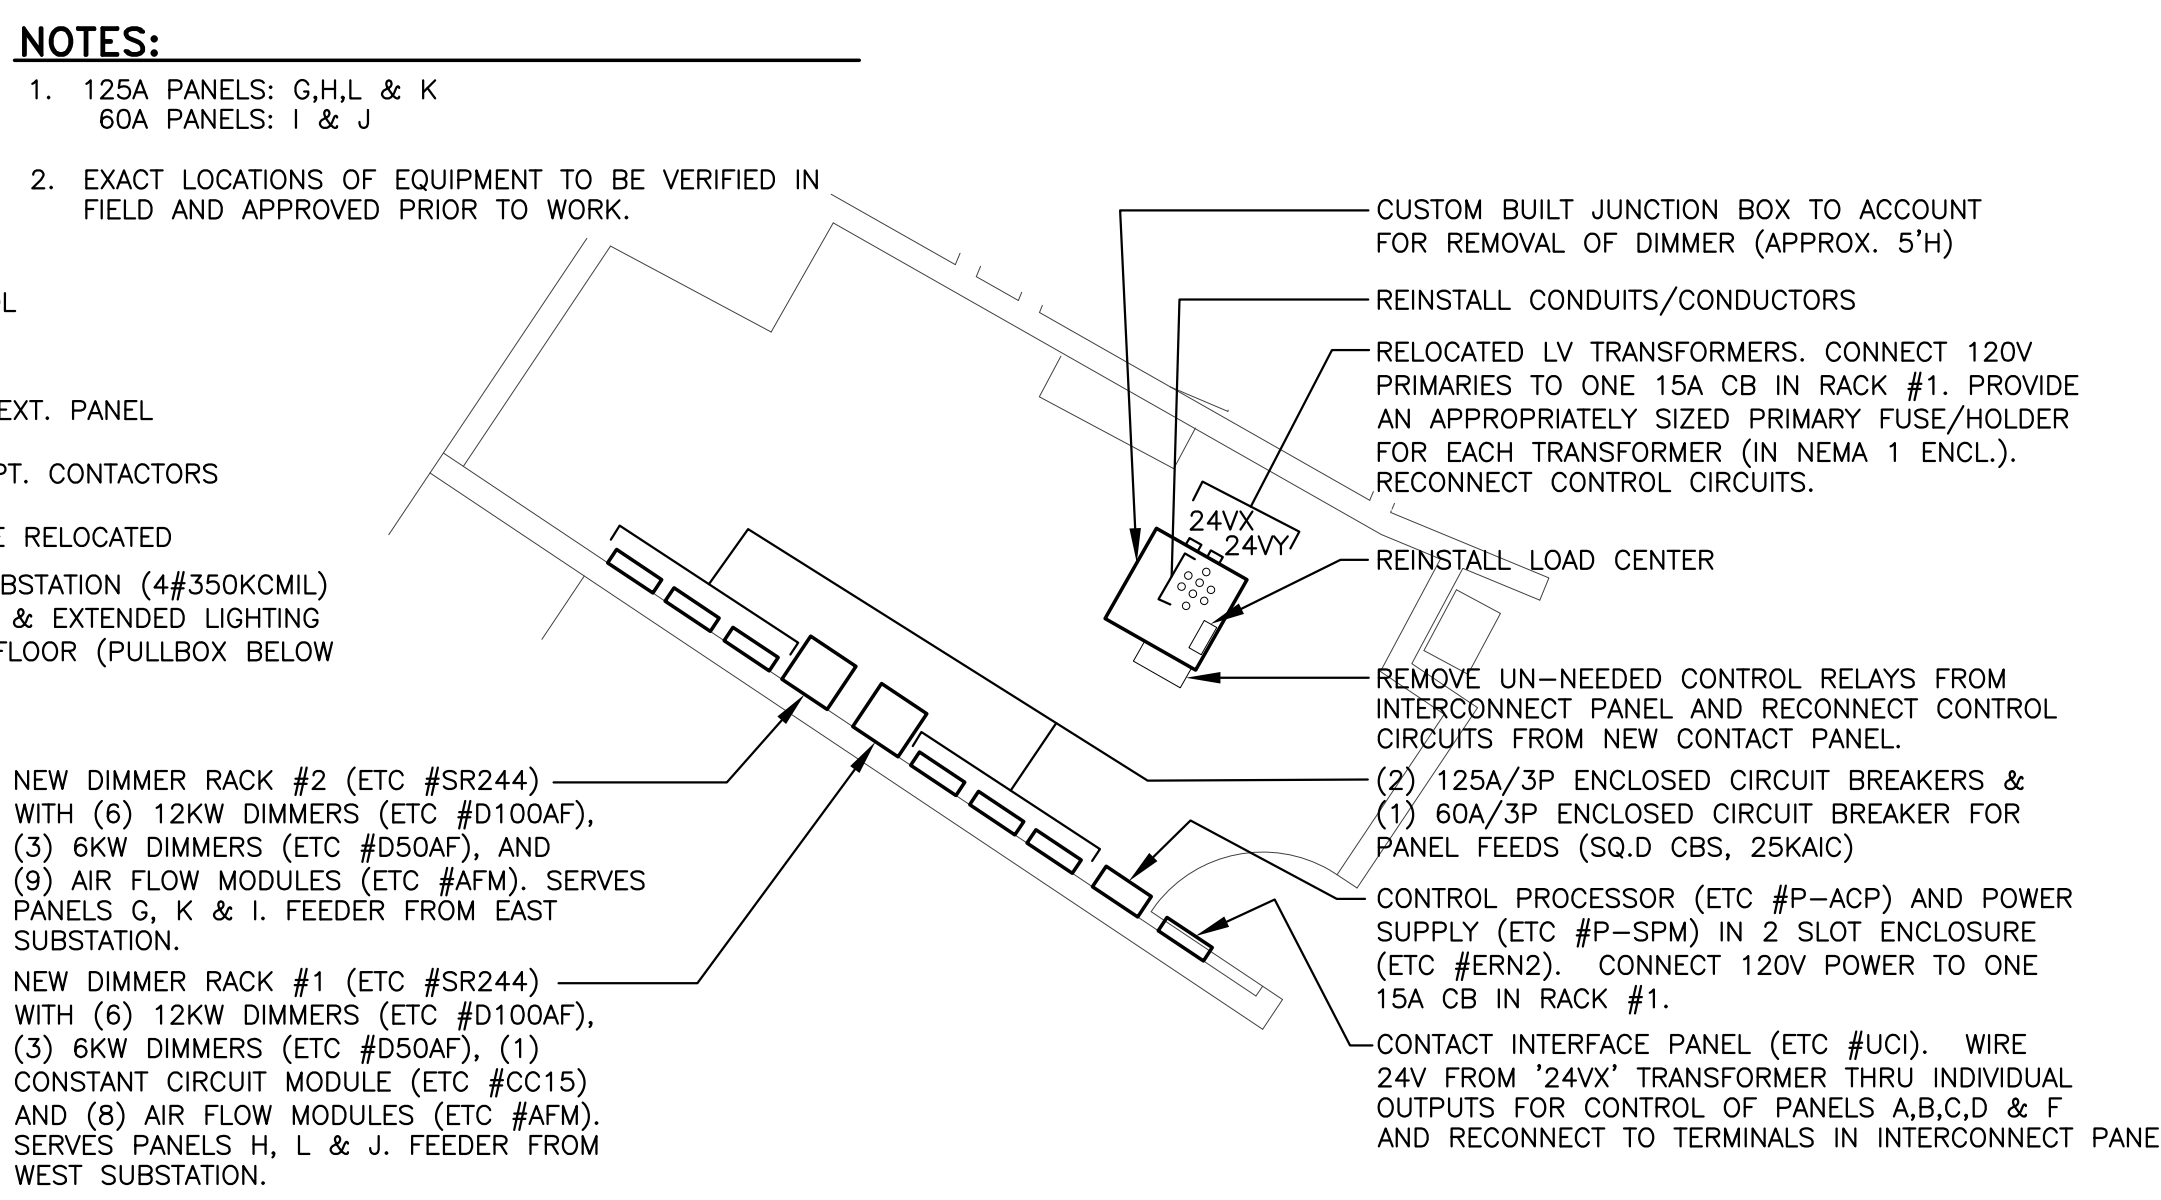 NOTES:
1. 125A PANELS: G,H,L & K
60A PANELS: I & J
2. EXACT LOCATIONS OF EQUIPMENT TO BE VERIFIED IN
FIELD AND APPROVED PRIOR TO WORK.
EXT. PANEL
PT. CONTACTORS
RELOCATED
BSTATION (4#350KCMIL)
& EXTENDED LIGHTING
FLOOR (PULLBOX BELOW
NEW DIMMER RACK #2 (ETC #SR244)
WITH (6) 12KW DIMMERS (ETC #D100AF),
(3) 6KW DIMMERS (ETC #D50AF), AND
(9) AIR FLOW MODULES (ETC #AFM). SERVES
PANELS G, K & I. FEEDER FROM EAST
SUBSTATION.
NEW DIMMER RACK #1 (ETC #SR244)
WITH (6) 12KW DIMMERS (ETC #D100AF),
(3) 6KW DIMMERS (ETC #D50AF), (1)
CONSTANT CIRCUIT MODULE (ETC #CC15)
AND (8) AIR FLOW MODULES (ETC #AFM).
SERVES PANELS H, L & J. FEEDER FROM
WEST SUBSTATION.
24VX
24VY
CUSTOM BUILT JUNCTION BOX TO ACCOUNT
FOR REMOVAL OF DIMMER (APPROX. 5'H)
REINSTALL CONDUITS/CONDUCTORS
RELOCATED LV TRANSFORMERS. CONNECT 120V
PRIMARIES TO ONE 15A CB IN RACK #1. PROVIDE
AN APPROPRIATELY SIZED PRIMARY FUSE/HOLDER
FOR EACH TRANSFORMER (IN NEMA 1 ENCL.).
RECONNECT CONTROL CIRCUITS.
REINSTALL LOAD CENTER
REMOVE UN-NEEDED CONTROL RELAYS FROM
INTERCONNECT PANEL AND RECONNECT CONTROL
CIRCUITS FROM NEW CONTACT PANEL.
(2) 125A/3P ENCLOSED CIRCUIT BREAKERS &
(1) 60A/3P ENCLOSED CIRCUIT BREAKER FOR
PANEL FEEDS (SQ.D CBS, 25KAIC)
CONTROL PROCESSOR (ETC #P-ACP) AND POWER
SUPPLY (ETC #P-SPM) IN 2 SLOT ENCLOSURE
(ETC #ERN2). CONNECT 120V POWER TO ONE
15A CB IN RACK #1.
CONTACT INTERFACE PANEL (ETC #UCI). WIRE
24V FROM '24VX' TRANSFORMER THRU INDIVIDUAL
OUTPUTS FOR CONTROL OF PANELS A,B,C,D & F
AND RECONNECT TO TERMINALS IN INTERCONNECT PANE